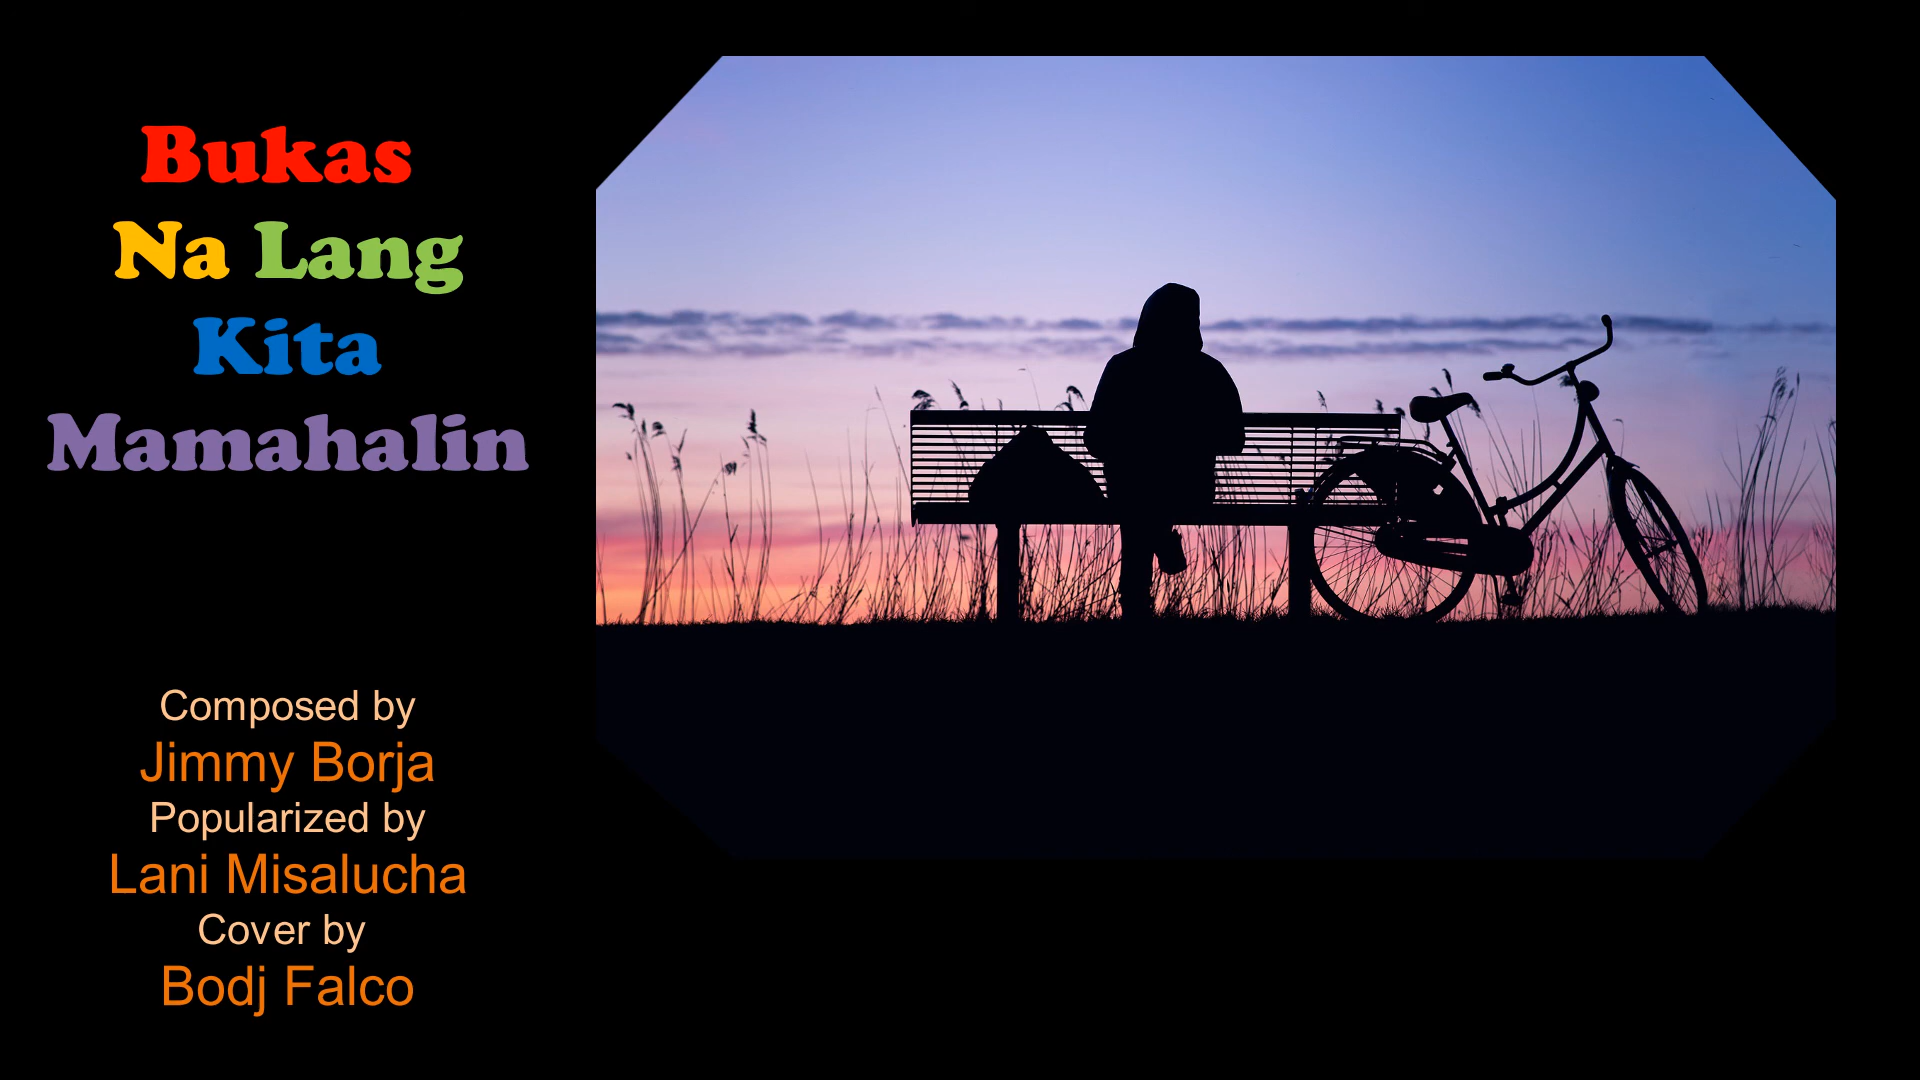 Bukas
Na Lang
Kita
Mamahalin
Composed by
Jimmy Borja
Popularized by
Lani Misalucha
Cover by
Bodj Falco